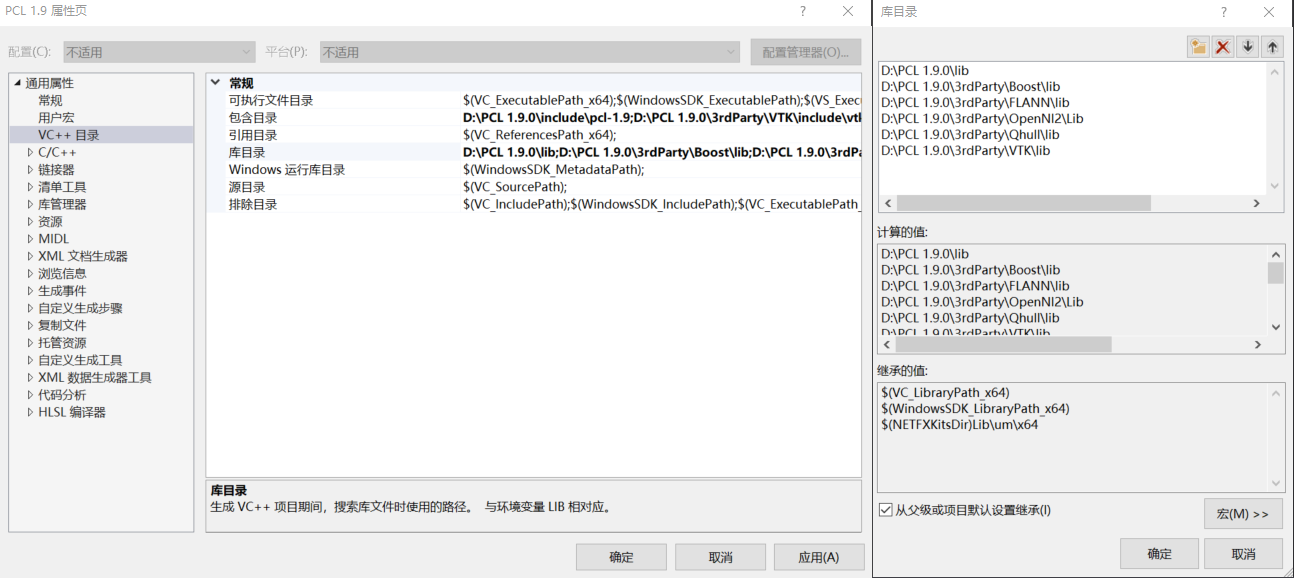 PCL 1.9 属性页
配置(C): 不适用 平台(P): 不适用 配置管理器(O)...
通用属性
常规
用户宏
VC++ 目录
C/C++
链接器
清单工具
库管理器
资源
MIDL
XML 文档生成器
浏览信息
生成事件
自定义生成步骤
复制文件
托管资源
自定义生成工具
XML 数据生成器工具
代码分析
HLSL 编译器
常规
可执行文件目录 $(VC_ExecutablePath_x64);$(WindowsSDK_ExecutablePath);$(VS_Exec
包含目录 D:\PCL 1.9.0\include\pcl-1.9;D:\PCL 1.9.0\3rdParty\VTK\include\vtk
引用目录 $(VC_ReferencesPath_x64);
库目录 D:\PCL 1.9.0\lib;D:\PCL 1.9.0\3rdParty\Boost\lib;D:\PCL 1.9.0\3rdPa
Windows 运行库目录 $(WindowsSDK_MetadataPath);
源目录 $(VC_SourcePath);
排除目录 $(VC_IncludePath);$(WindowsSDK_IncludePath);$(VC_ExecutablePath_
库目录
生成 VC++ 项目期间，搜索库文件时使用的路径。 与环境变量 LIB 相对应。
确定 取消 应用(A)
库目录
D:\PCL 1.9.0\lib
D:\PCL 1.9.0\3rdParty\Boost\lib
D:\PCL 1.9.0\3rdParty\FLANN\lib
D:\PCL 1.9.0\3rdParty\OpenNI2\Lib
D:\PCL 1.9.0\3rdParty\Qhull\lib
D:\PCL 1.9.0\3rdParty\VTK\lib
计算的值:
D:\PCL 1.9.0\lib
D:\PCL 1.9.0\3rdParty\Boost\lib
D:\PCL 1.9.0\3rdParty\FLANN\lib
D:\PCL 1.9.0\3rdParty\OpenNI2\Lib
D:\PCL 1.9.0\3rdParty\Qhull\lib
D:\PCL 1.9.0\3rdParty\VTK\lib
继承的值:
$(VC_LibraryPath_x64)
$(WindowsSDK_LibraryPath_x64)
$(NETFXKitsDir)Lib\um\x64
从父级或项目默认设置继承(I)
宏(M) >>
确定 取消